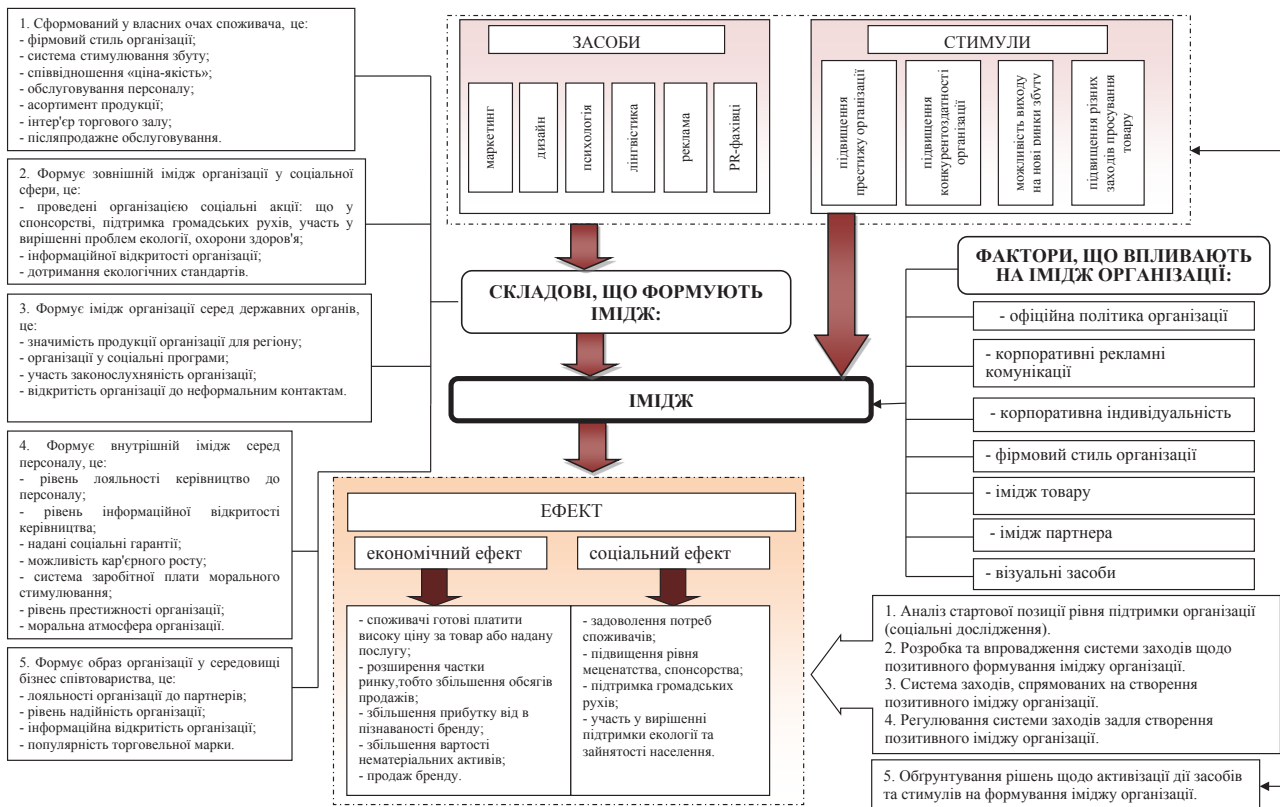 1. Сформований у власних очах споживача, це:
- фірмовий стиль організації;
- система стимулювання збуту;
- співвідношення «ціна-якість»;
- обслуговування персоналу;
- асортимент продукції;
- інтер'єр торгового залу;
- післяпродажне обслуговування.
2. Формує зовнішній імідж організації у соціальної
сфери, це:
- проведені організацією соціальні акції: що у
спонсорстві, підтримка громадських рухів, участь у
вирішенні проблем екології, охорони здоров'я;
- інформаційної відкритості організації;
- дотримання екологічних стандартів.
3. Формує імідж організації серед державних органів,
це:
- значимість продукції організації для регіону;
- організації у соціальні програми;
- участь законослухняність організації;
- відкритість організації до неформальним контактам.
4. Формує внутрішній імідж серед
персоналу, це:
- рівень лояльності керівництво до
персоналу;
- рівень інформаційної відкритості
керівництва;
- надані соціальні гарантії;
- можливість кар'єрного росту;
- система заробітної плати морального
стимулювання;
- рівень престижності організації;
- моральна атмосфера організації.
5. Формує образ організації у середовищі
бізнес співтовариства, це:
- лояльності організації до партнерів;
- рівень надійність організації;
- інформаційна відкритість організації;
- популярність торговельної марки.
ЗАСОБИ
маркетинг
дизайн
психологія
лінгвістика
реклама
PR-фахівці
СТИМУЛИ
підвищення
престижу організації
підвищення
конкурентоздатності
організації
можливість виходу
на нові ринки збуту
підвищення різних
заходів просування
товару
СКЛАДОВІ, ЩО ФОРМУЮТЬ
ІМІДЖ:
ІМІДЖ
ФАКТОРИ, ЩО ВПЛИВАЮТЬ
НА ІМІДЖ ОРГАНІЗАЦІЇ:
- офіційна політика організації
- корпоративні рекламні
комунікації
- корпоративна індивідуальність
- фірмовий стиль організації
- імідж товару
- імідж партнера
- візуальні засоби
ЕФЕКТ
економічний ефект
- споживачі готові платити
високу ціну за товар або надану
послугу;
- розширення частки
ринку,тобто збільшення обсягів
продажів;
- збільшення прибутку від в
пізнаваності бренду;
- збільшення вартості
нематеріальних активів;
- продаж бренду.
соціальний ефект
- задоволення потреб
споживачів;
- підвищення рівня
меценатства, спонсорства;
- підтримка громадських
рухів;
- участь у вирішенні
підтримки екології та
зайнятості населення.
1. Аналіз стартової позиції рівня підтримки організації
(соціальні дослідження).
2. Розробка та впровадження системи заходів щодо
позитивного формування іміджу організації.
3. Система заходів, спрямованих на створення
позитивного іміджу організації.
4. Регулювання системи заходів задля створення
позитивного іміджу організації.
5. Обґрунтування рішень щодо активізації дії засобів
та стимулів на формування іміджу організації.